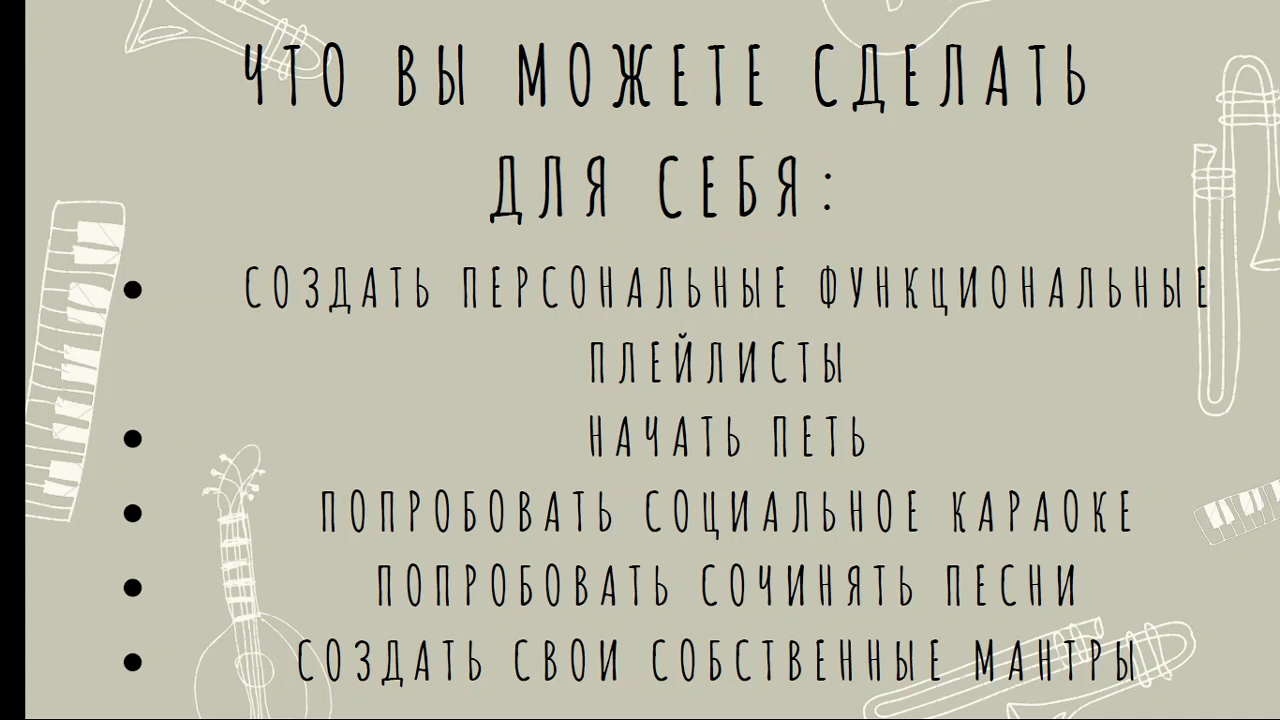 ЧТО ВЫ МОЖЕТЕ СДЕЛАТЬ
ДЛЯ СЕБЯ:
• СОЗДАТЬ ПЕРСОНАЛЬНЫЕ ФУНКЦИОНАЛЬНЫЕ
ПЛЕЙЛИСТЫ
• НАЧАТЬ ПЕТЬ
• ПОПРОБОВАТЬ СОЦИАЛЬНОЕ КАРАОКЕ
• ПОПРОБОВАТЬ СОЧИНЯТЬ ПЕСНИ
• СОЗДАТЬ СВОИ СОБСТВЕННЫЕ МАНТРЫ